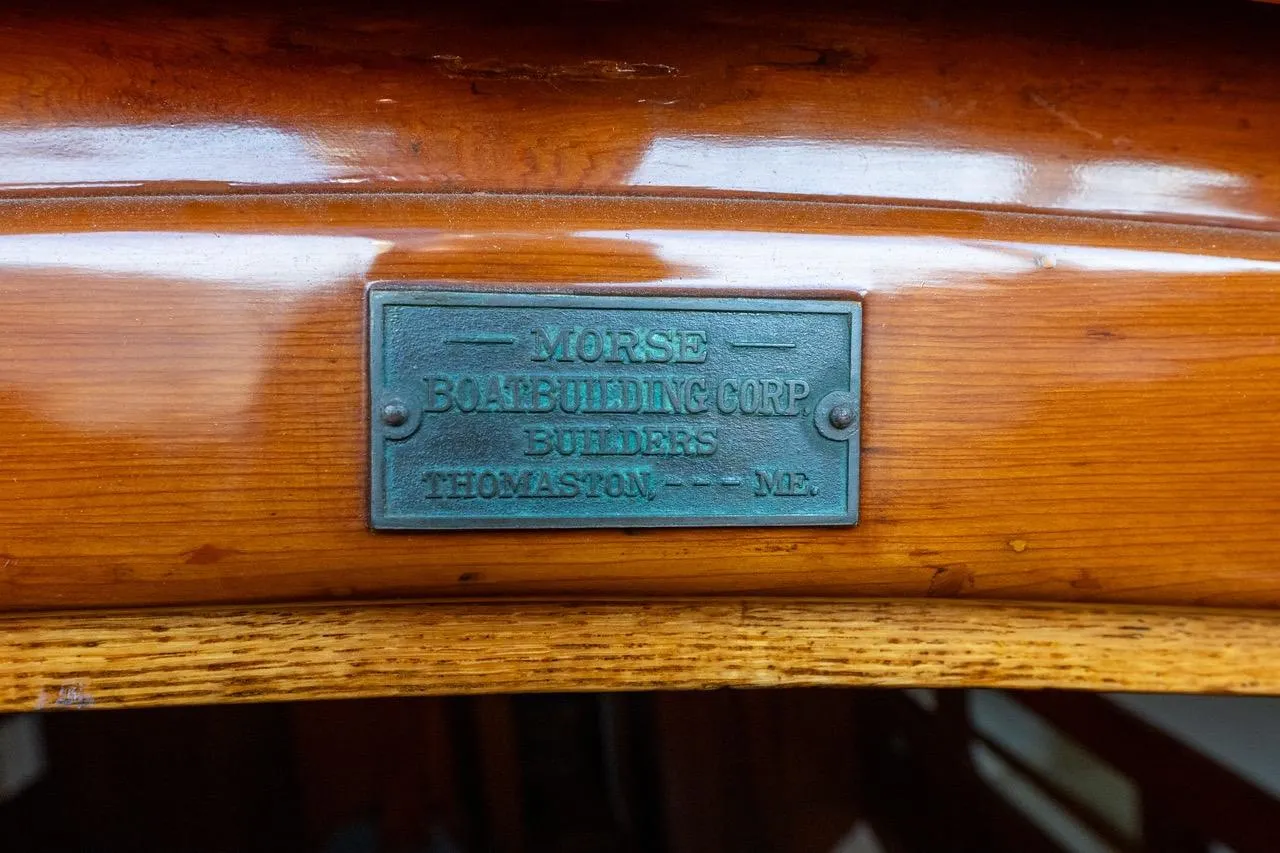 — MORSE —
BOATBUILDING CORP.
BUILDERS
THOMASTON, --- ME.